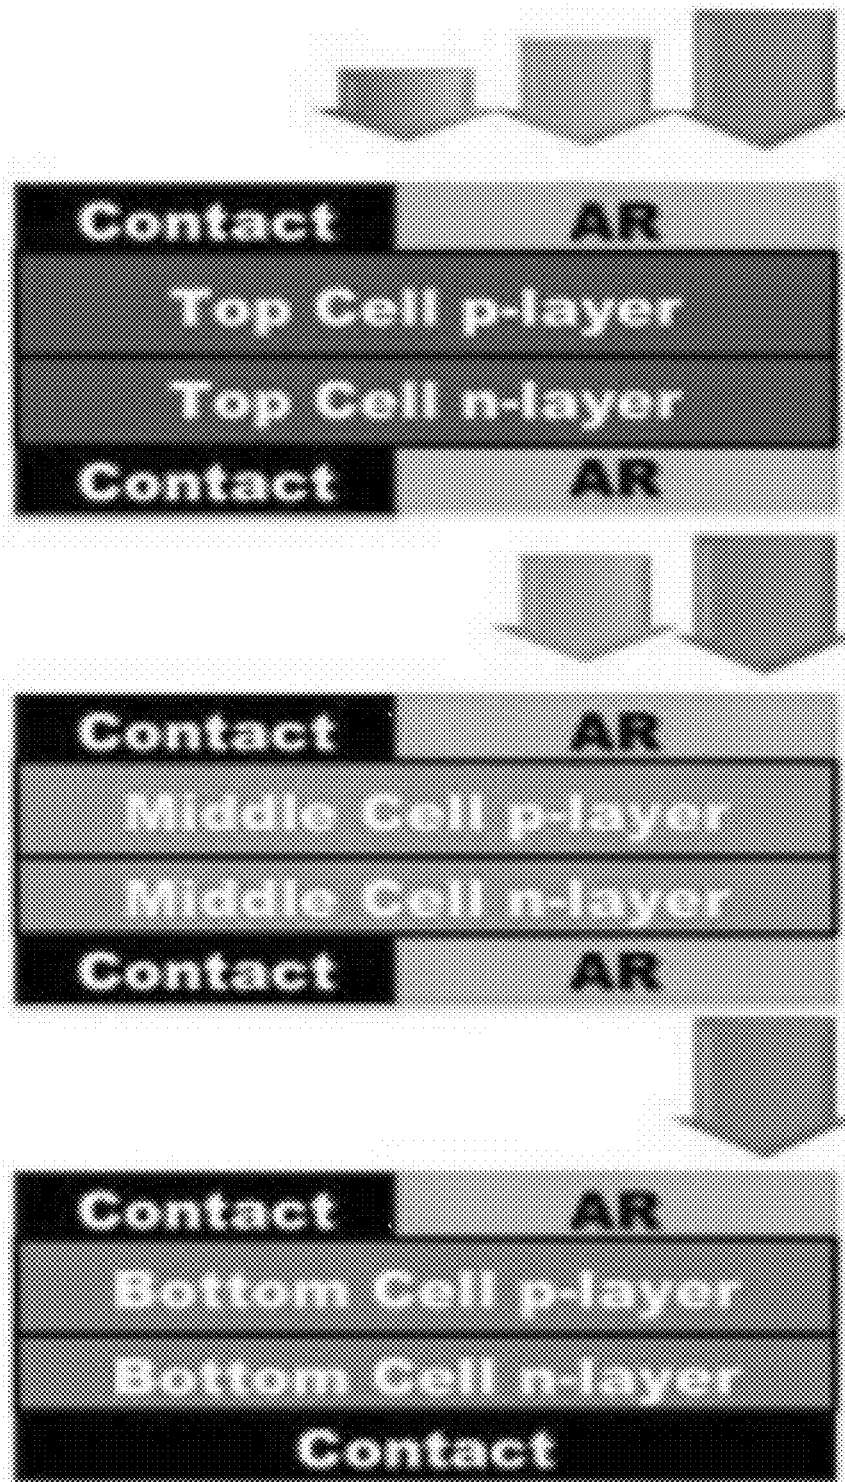 Contact AR
Top Cell p-layer
Top Cell n-layer
Contact AR
Contact AR
Middle Cell p-layer
Middle Cell n-layer
Contact AR
Contact AR
Bottom Cell p-layer
Bottom Cell n-layer
Contact